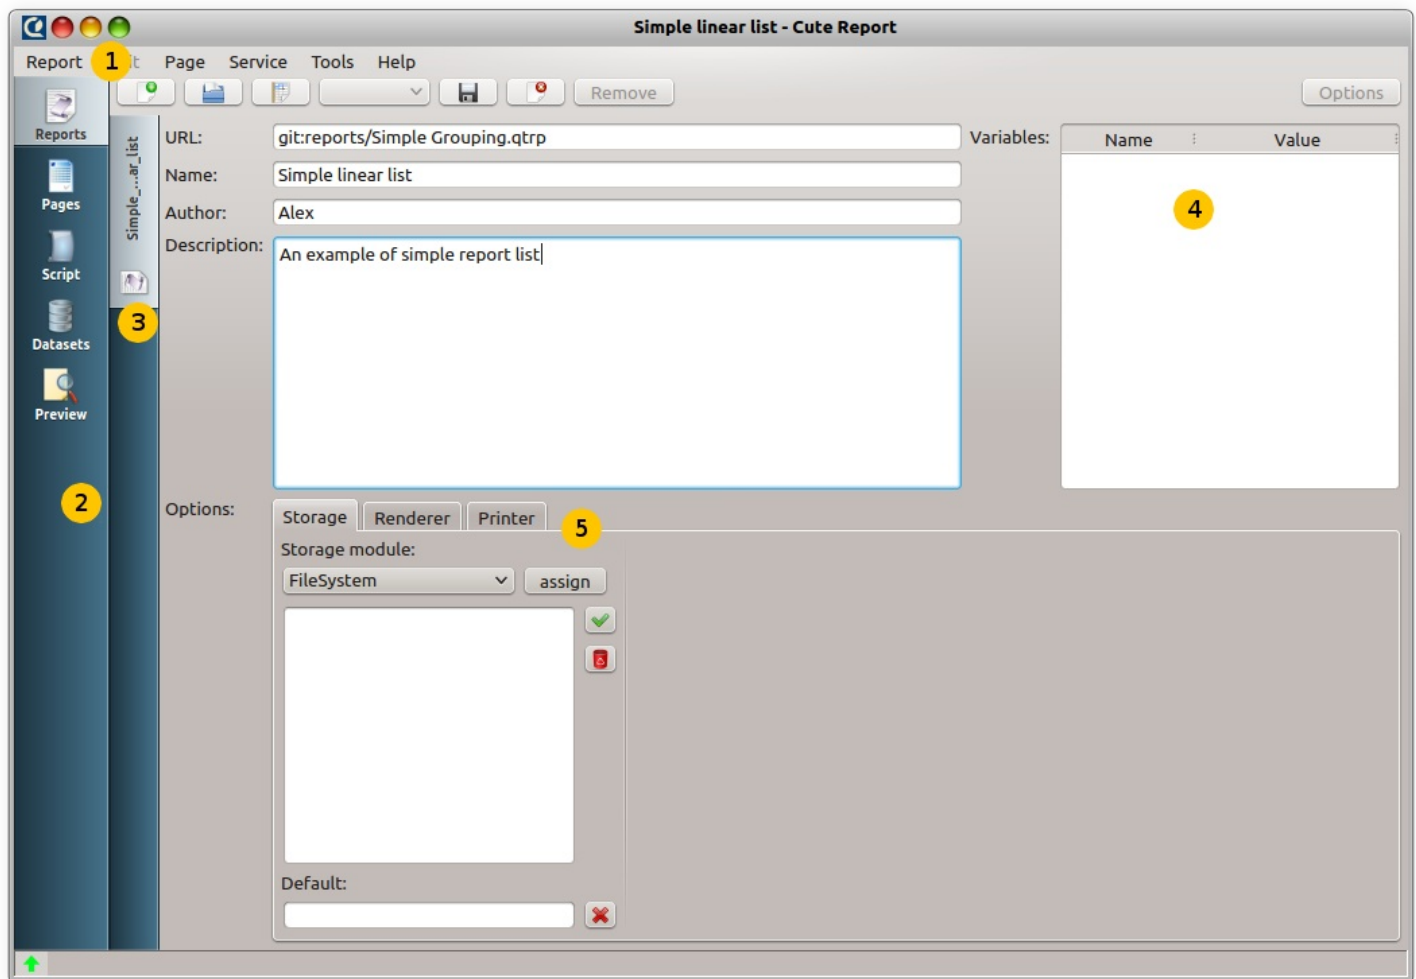 Simple linear list - Cute Report
Report 1 t Page Service Tools Help
Remove Options
Reports
Pages
Script
Datasets
Preview
2
Simple_...ar_list
3
URL: git:reports/Simple Grouping.qtrp
Name: Simple linear list
Author: Alex
Description: An example of simple report list
Variables: Name Value
4
Options: Storage Renderer Printer 5
Storage module:
FileSystem assign
Default: